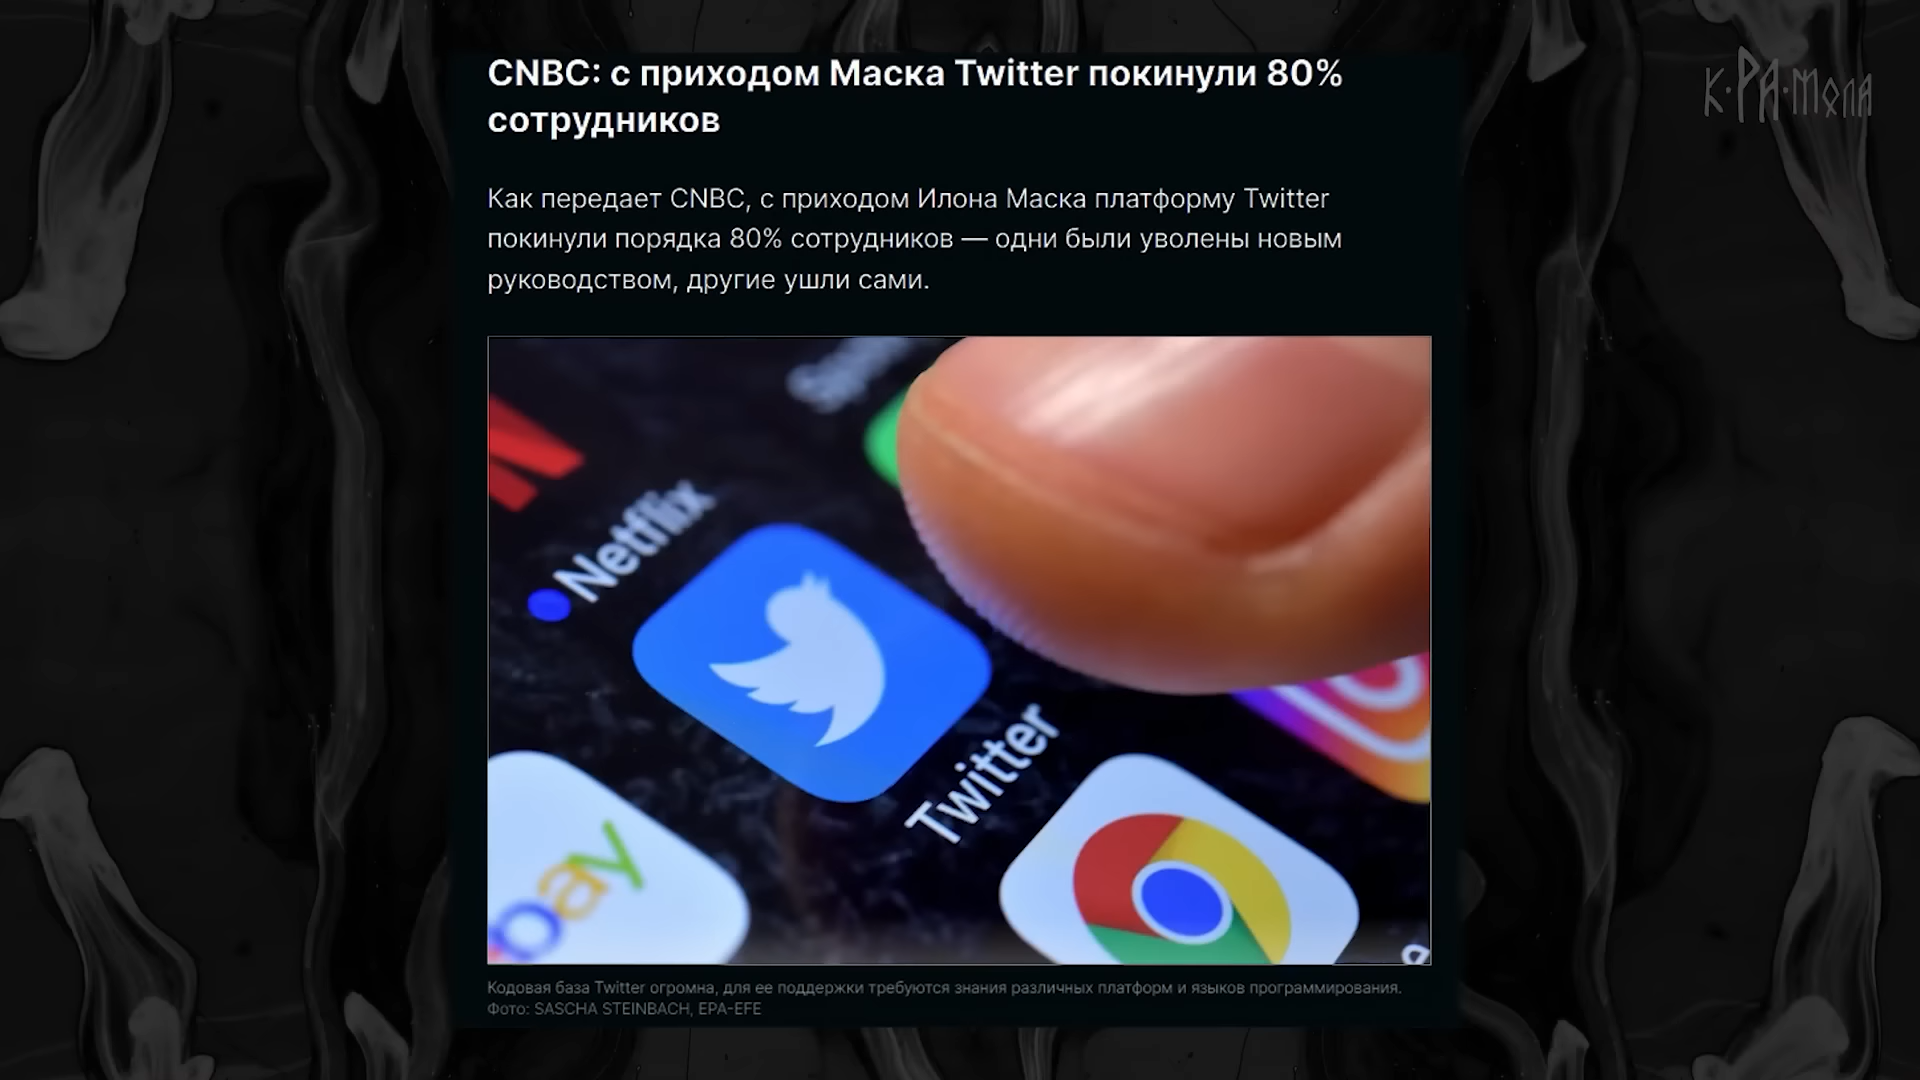 CNBC: с приходом Маска Twitter покинули 80%
сотрудников
К·РА·Мола
Как передает CNBC, с приходом Илона Маска платформу Twitter
покинули порядка 80% сотрудников — одни были уволены новым
руководством, другие ушли сами.
Netflix
Twitter
bay
Кодовая база Twitter огромна, для ее поддержки требуются знания различных платформ и языков программирования.
Фото: SASCHA STEINBACH, EPA-EFE